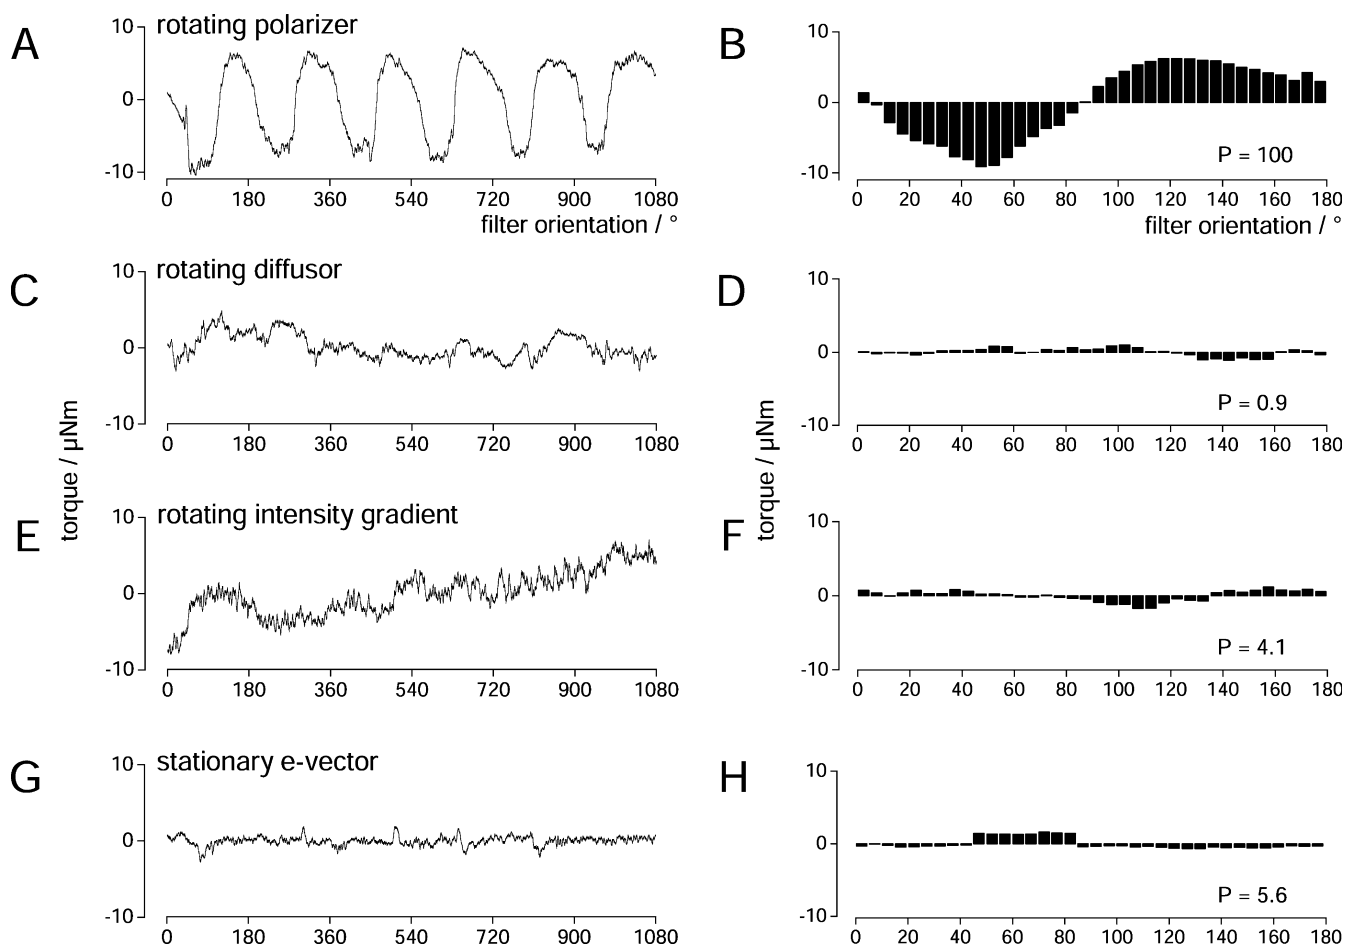 A
rotating polarizer
10
0
-10
0 180 360 540 720 900 1080
filter orientation / °
B
10
0
-10
P = 100
0 20 40 60 80 100 120 140 160 180
filter orientation / °
C
rotating diffusor
10
0
-10
0 180 360 540 720 900 1080
D
10
0
-10
P = 0.9
0 20 40 60 80 100 120 140 160 180
torque / µNm
torque / µNm
E
rotating intensity gradient
10
0
-10
0 180 360 540 720 900 1080
F
10
0
-10
P = 4.1
0 20 40 60 80 100 120 140 160 180
G
stationary e-vector
10
0
-10
0 180 360 540 720 900 1080
H
10
0
-10
P = 5.6
0 20 40 60 80 100 120 140 160 180